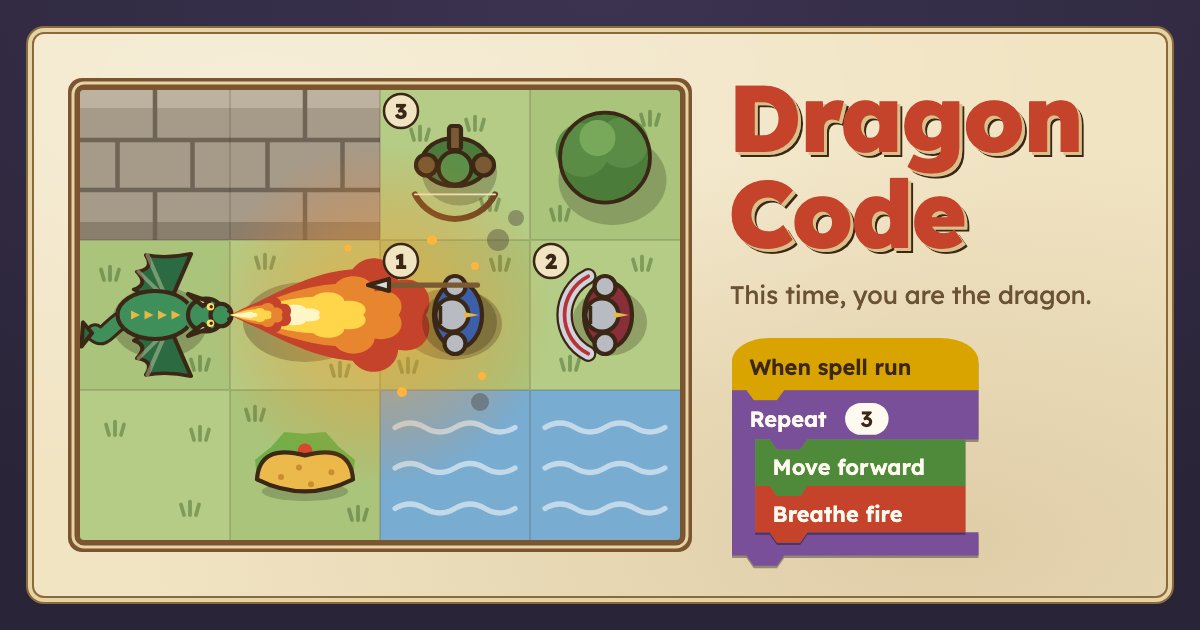 3
1
2
Dragon
Code
This time, you are the dragon.
When spell run
Repeat 3
Move forward
Breathe fire